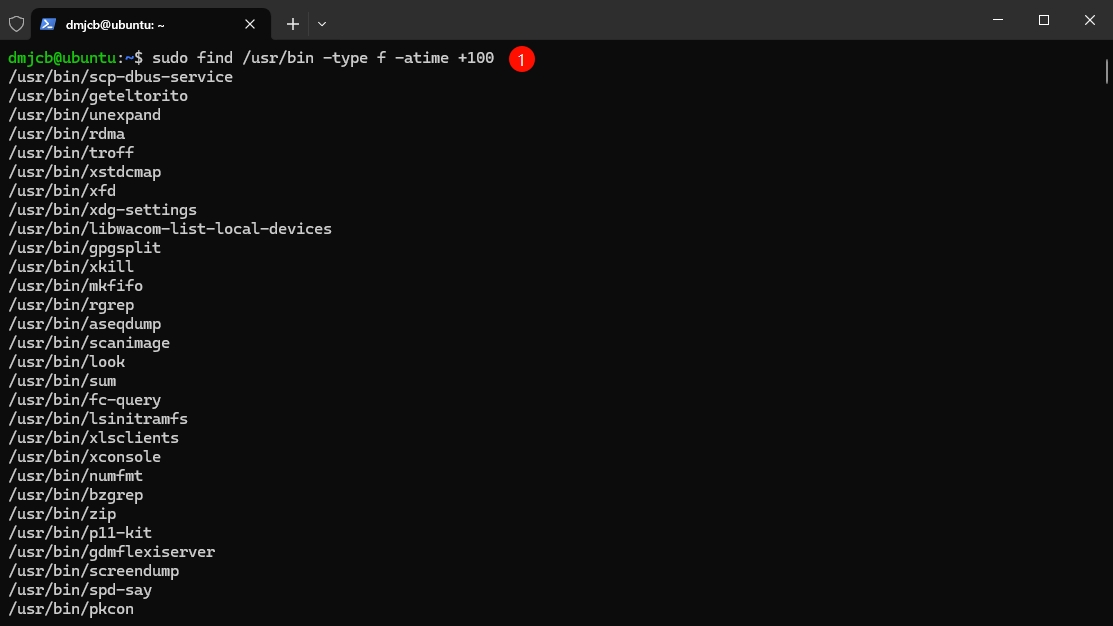 dmjcb@ubuntu: ~
dmjcb@ubuntu:~$ sudo find /usr/bin -type f -atime +100 1
/usr/bin/scp-dbus-service
/usr/bin/geteltorito
/usr/bin/unexpand
/usr/bin/rdma
/usr/bin/troff
/usr/bin/xstdcmap
/usr/bin/xfd
/usr/bin/xdg-settings
/usr/bin/libwacom-list-local-devices
/usr/bin/gpgsplit
/usr/bin/xkill
/usr/bin/mkfifo
/usr/bin/rgrep
/usr/bin/aseqdump
/usr/bin/scanimage
/usr/bin/look
/usr/bin/sum
/usr/bin/fc-query
/usr/bin/lsinitramfs
/usr/bin/xlsclients
/usr/bin/xconsole
/usr/bin/numfmt
/usr/bin/bzgrep
/usr/bin/zip
/usr/bin/p11-kit
/usr/bin/gdmflexiserver
/usr/bin/screendump
/usr/bin/spd-say
/usr/bin/pkcon